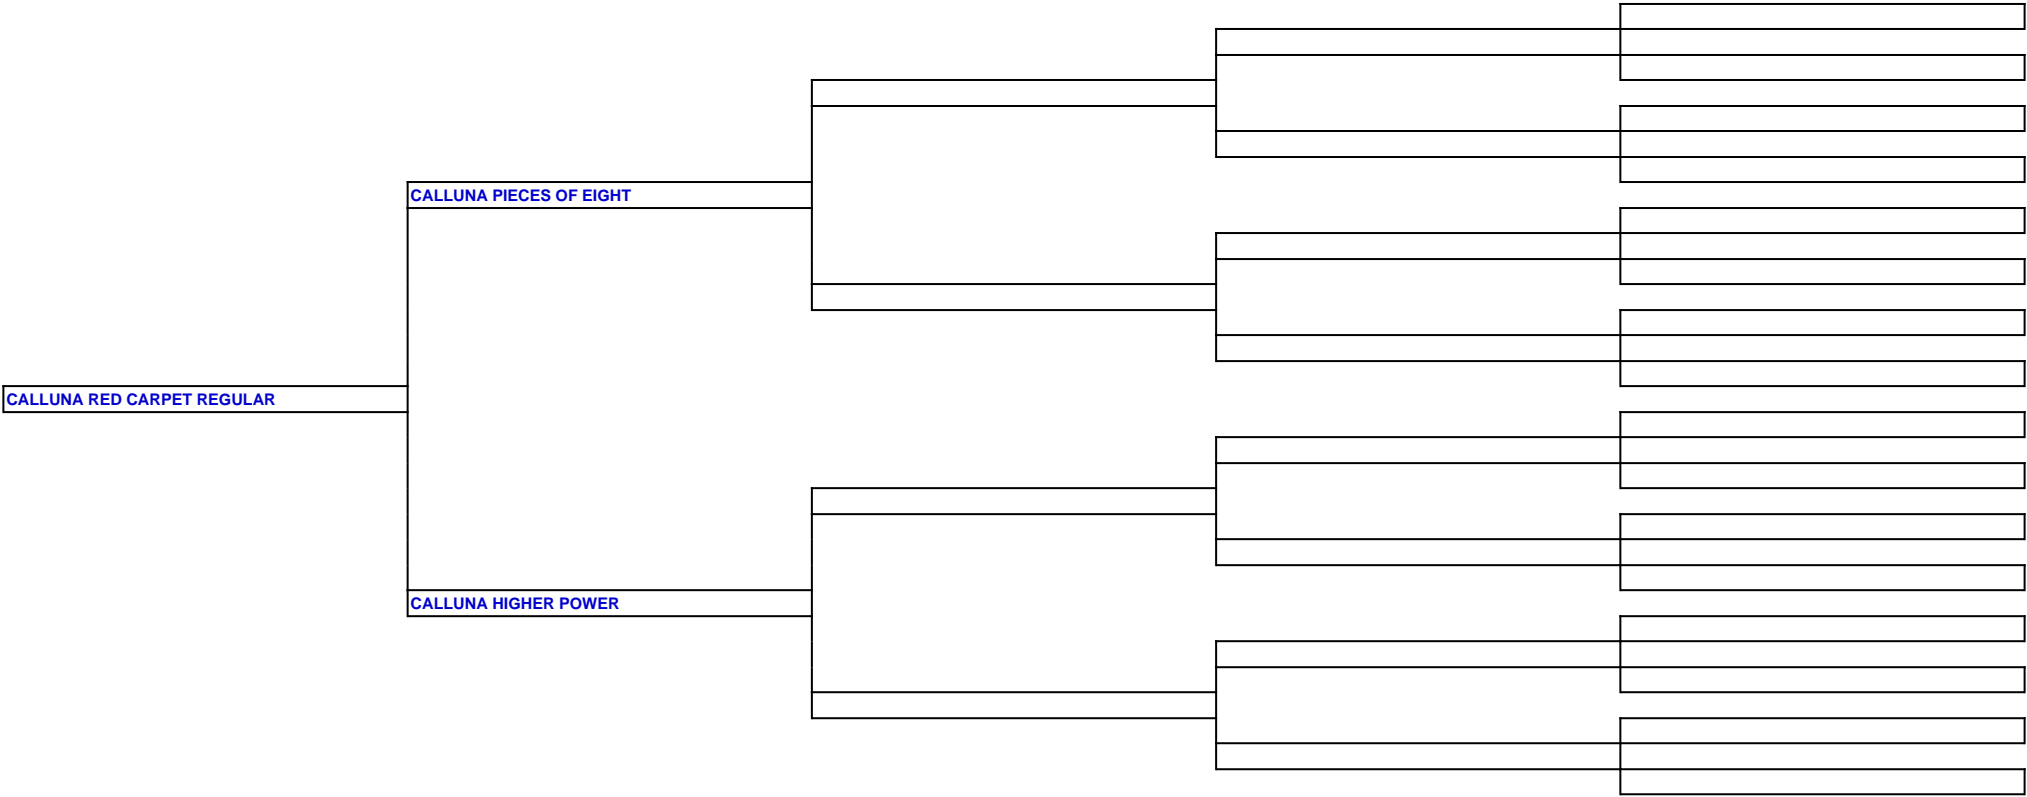 CALLUNA PIECES OF EIGHT
CALLUNA RED CARPET REGULAR
CALLUNA HIGHER POWER